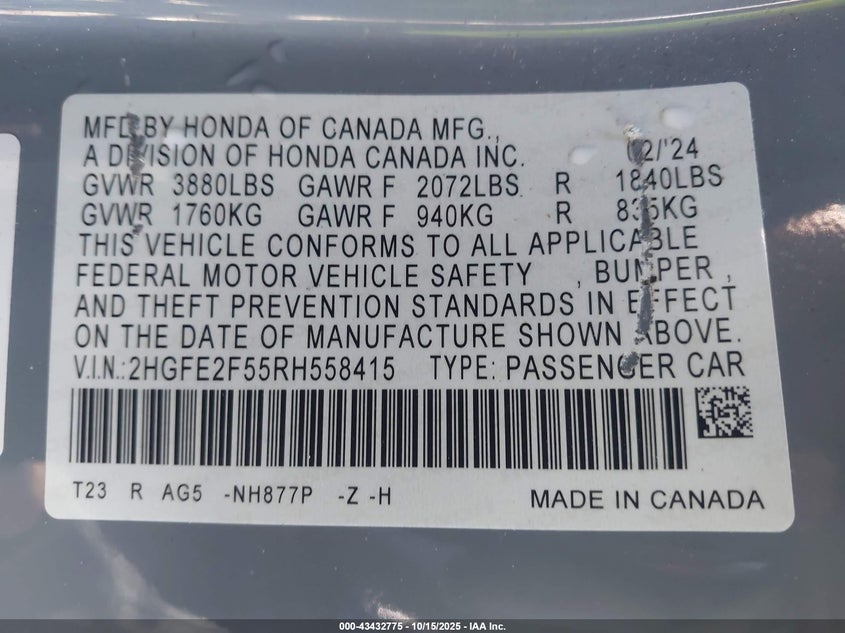 MFD BY HONDA OF CANADA MFG.,
A DIVISION OF HONDA CANADA INC. 02/'24
GVWR 3880LBS GAWR F 2072LBS R 1840LBS
GVWR 1760KG GAWR F 940KG R 835KG
THIS VEHICLE CONFORMS TO ALL APPLICABLE
FEDERAL MOTOR VEHICLE SAFETY , BUMPER ,
AND THEFT PREVENTION STANDARDS IN EFFECT
ON THE DATE OF MANUFACTURE SHOWN ABOVE.
V.I.N.:2HGFE2F55RH558415 TYPE: PASSENGER CAR
T23 R AG5 -NH877P -Z -H MADE IN CANADA
000-43432775 - 10/15/2025 - IAA Inc.